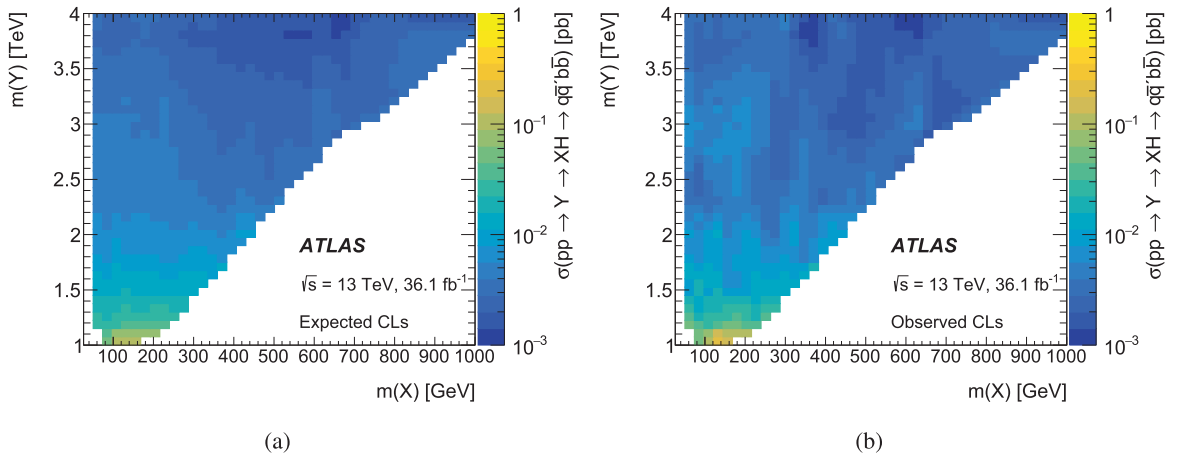 m(Y) [TeV]
4
3.5
3
2.5
2
1.5
1
100 200 300 400 500 600 700 800 900 1000
m(X) [GeV]
ATLAS
√s = 13 TeV, 36.1 fb⁻¹
Expected CLs
1
10⁻¹
10⁻²
10⁻³
σ(pp → Y → XH → qq̄′bb̄) [pb]
(a)
m(Y) [TeV]
4
3.5
3
2.5
2
1.5
1
100 200 300 400 500 600 700 800 900 1000
m(X) [GeV]
ATLAS
√s = 13 TeV, 36.1 fb⁻¹
Observed CLs
1
10⁻¹
10⁻²
10⁻³
σ(pp → Y → XH → qq̄′bb̄) [pb]
(b)